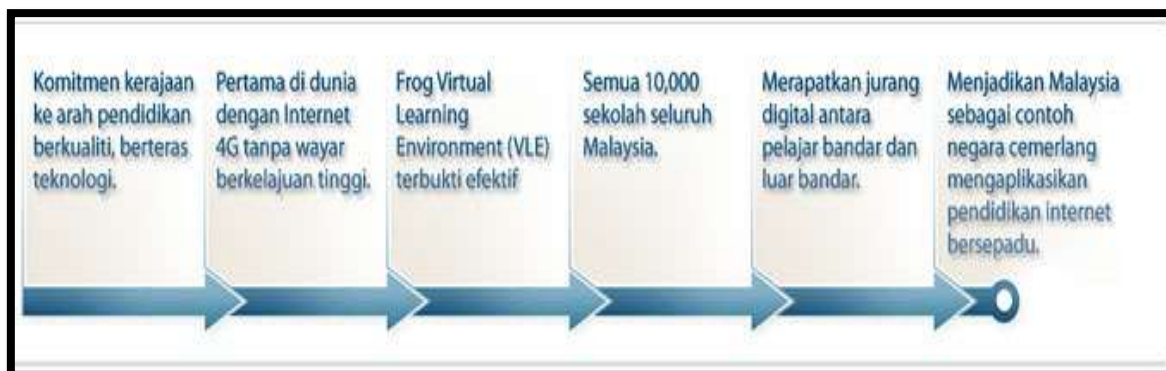 Komitmen kerajaan
ke arah pendidikan
berkualiti, berteras
teknologi.
Pertama di dunia
dengan Internet
4G tanpa wayar
berkelajuan tinggi.
Frog Virtual
Learning
Environment (VLE)
terbukti efektif
Semua 10,000
sekolah seluruh
Malaysia.
Merapatkan jurang
digital antara
pelajar bandar dan
luar bandar.
Menjadikan Malaysia
sebagai contoh
negara cemerlang
mengaplikasikan
pendidikan internet
bersepadu.